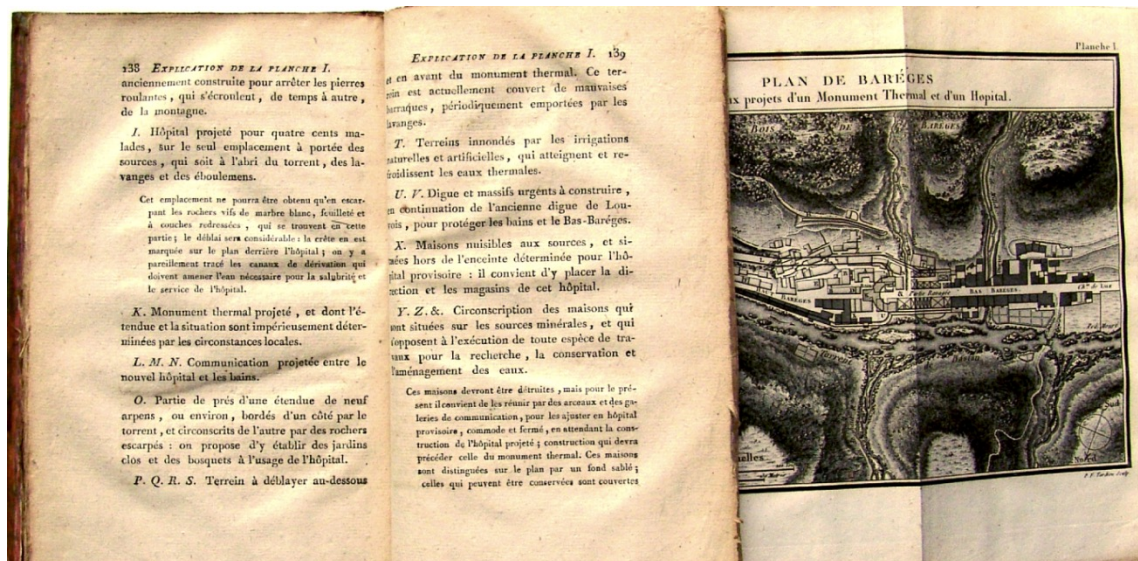 138 EXPLICATION DE LA PLANCHE I.
anciennement construite pour arrêter les pierres
roulantes, qui s'écroulent, de temps à autre,
de la montagne.
I. Hôpital projeté pour quatre cents ma-
lades, sur le seul emplacement à portée des
sources, qui soit à l'abri du torrent, des la-
vanges et des éboulemens.
Cet emplacement ne pourra être obtenu qu'en escar-
pant les rochers vifs de marbre blanc, feuilleté et
à couches redressées, qui se trouvent en cette
partie; le déblai sera considérable: la crête en est
marquée sur le plan derrière l'hôpital; on y a
pareillement tracé les canaux de dérivation qui
doivent amener l'eau nécessaire pour la salubrité et
le service de l'hôpital.
K. Monument thermal projeté, et dont l'é-
tendue et la situation sont impérieusement déter-
minées par les circonstances locales.
L. M. N. Communication projetée entre le
nouvel hôpital et les bains.
O. Partie de près d'une étendue de neuf
arpens, ou environ, bordés d'un côté par le
torrent, et circonscrits de l'autre par des rochers
escarpés: on propose d'y établir des jardins
clos et des bosquets à l'usage de l'hôpital.
P. Q. R. S. Terrein à déblayer au-dessous
EXPLICATION DE LA PLANCHE I. 139
et en avant du monument thermal. Ce ter-
rein est actuellement couvert de mauvaises
barraques, périodiquement emportées par les
lavanges.
T. Terreins innondés par les irrigations
naturelles et artificielles, qui atteignent et re-
froidissent les eaux thermales.
U. V. Digue et massifs urgents à construire,
en continuation de l'ancienne digue de Lou-
vois, pour protéger les bains et le Bas-Baréges.
X. Maisons nuisibles aux sources, et si-
tuées hors de l'enceinte déterminée pour l'hô-
pital provisoire: il convient d'y placer la di-
rection et les magasins de cet hôpital.
Y. Z. &. Circonscription des maisons qui
sont situées sur les sources minérales, et qui
s'opposent à l'exécution de toute espèce de tra-
vaux pour la recherche, la conservation et
l'aménagement des eaux.
Ces maisons devront être détruites, mais pour le pré-
sent il convient de les réunir par des arceaux et des ga-
leries de communication, pour les ajuster en hôpital
provisoire, commode et fermé, en attendant la con-
struction de l'hôpital projeté; construction qui devra
précéder celle du monument thermal. Ces maisons
sont distinguées sur le plan par un fond sablé;
celles qui peuvent être conservées sont couvertes
Planche I.
PLAN DE BARÉGES
projets d'un Monument Thermal et d'un Hopital.
BOIS DE BARÉGES
BARÉGES
BAS BARÉGES
Sud
Nord